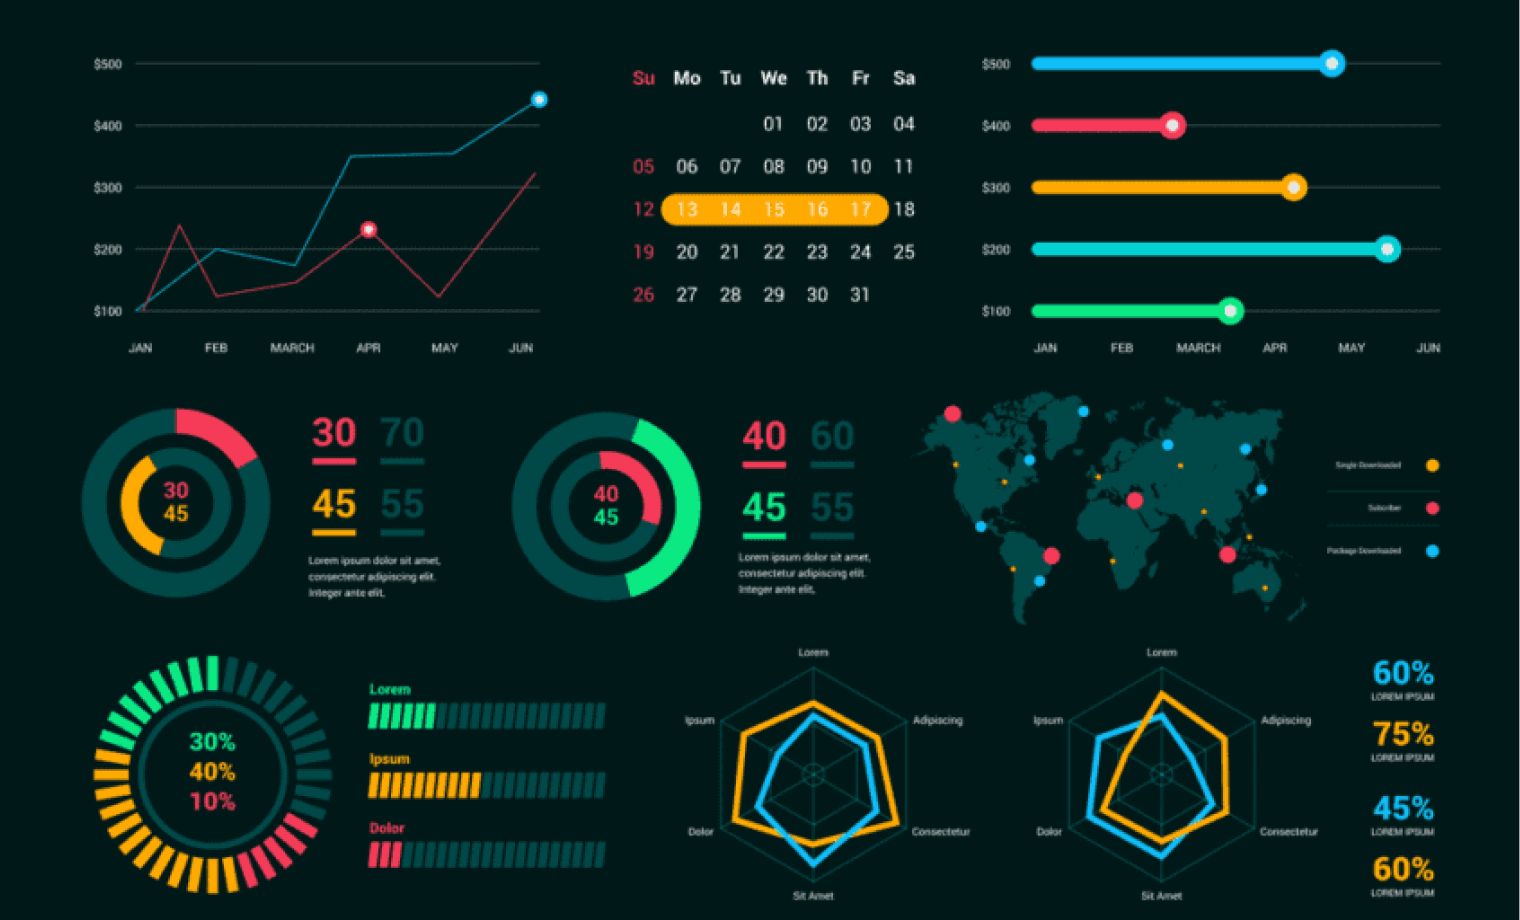 $500
$400
$300
$200
$100
JAN FEB MARCH APR MAY JUN
Su Mo Tu We Th Fr Sa
01 02 03 04
05 06 07 08 09 10 11
12 13 14 15 16 17 18
19 20 21 22 23 24 25
26 27 28 29 30 31
$500
$400
$300
$200
$100
JAN FEB MARCH APR MAY JUN
30
45
30 70
45 55
Lorem ipsum dolor sit amet,
consectetur adipiscing elit.
Integer ante elit,
40
45
40 60
45 55
Lorem ipsum dolor sit amet,
consectetur adipiscing elit.
Integer ante elit,
Single Downloaded
Subcriber
Package Downloaded
30%
40%
10%
Lorem
Ipsum
Dolor
Lorem
Ipsum Adipiscing
Dolor Consectetur
Sit Amet
Lorem
Ipsum Adipiscing
Dolor Consectetur
Sit Amet
60%
LOREM IPSUM
75%
LOREM IPSUM
45%
LOREM IPSUM
60%
LOREM IPSUM